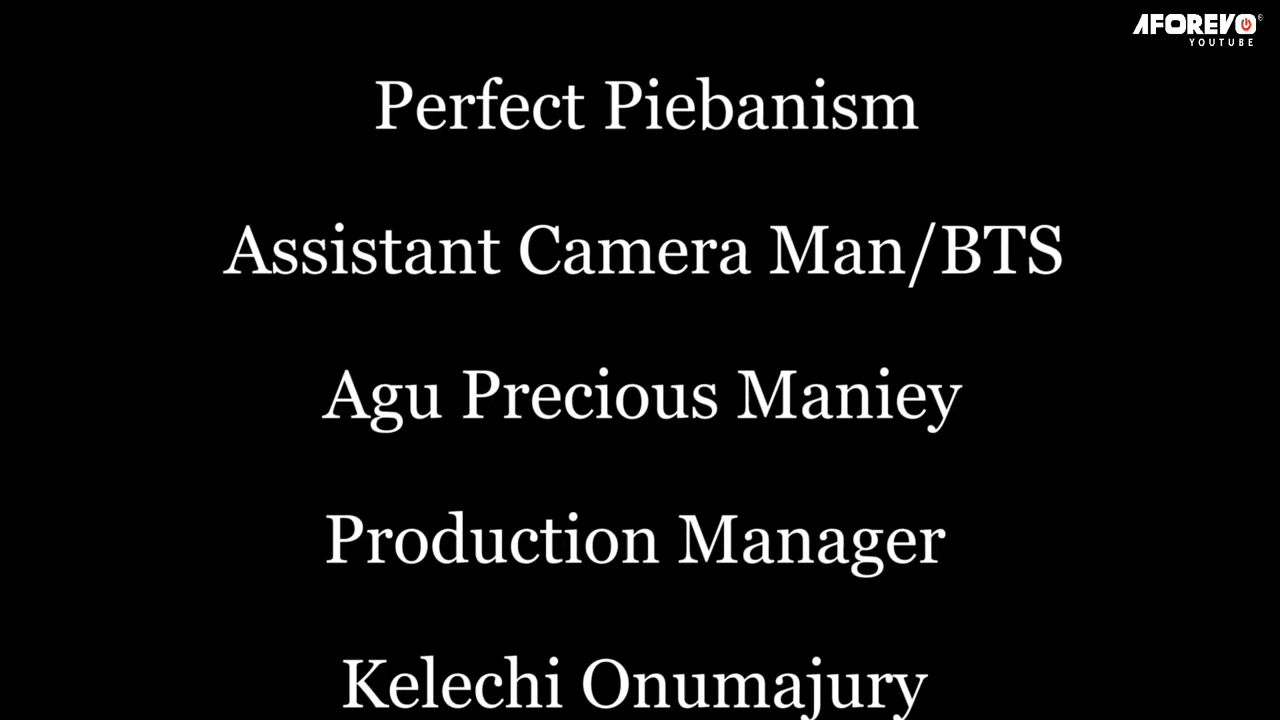 AFOREVO
YOUTUBE
Perfect Piebanism
Assistant Camera Man/BTS
Agu Precious Maniey
Production Manager
Kelechi Onumajury